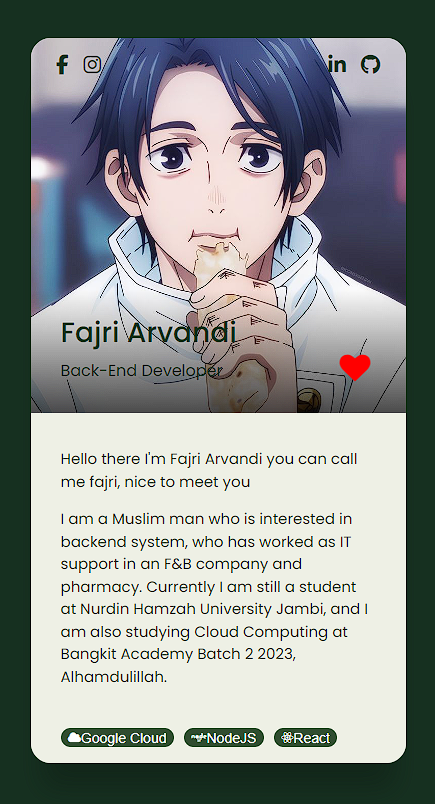 Fajri Arvandi
Back-End Developer
Hello there I'm Fajri Arvandi you can call
me fajri, nice to meet you
I am a Muslim man who is interested in
backend system, who has worked as IT
support in an F&B company and
pharmacy. Currently I am still a student
at Nurdin Hamzah University Jambi, and I
am also studying Cloud Computing at
Bangkit Academy Batch 2 2023,
Alhamdulillah.
Google Cloud NodeJS React